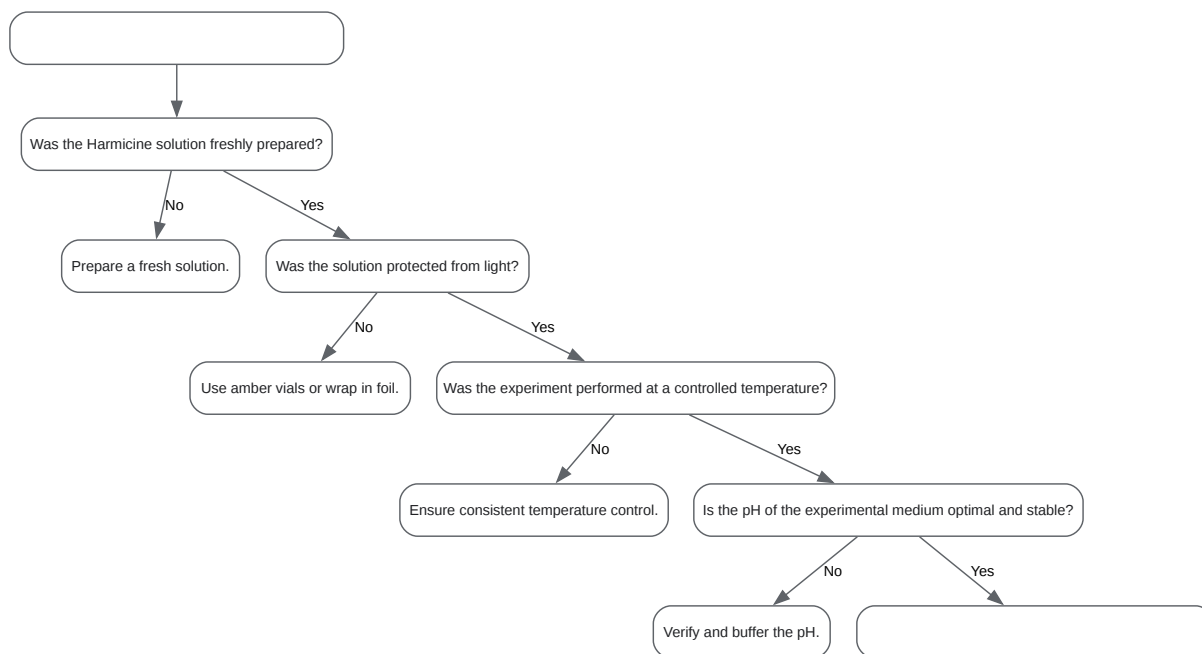 Was the Harmicine solution freshly prepared?
No
Yes
Prepare a fresh solution.
Was the solution protected from light?
No
Yes
Use amber vials or wrap in foil.
Was the experiment performed at a controlled temperature?
No
Yes
Ensure consistent temperature control.
Is the pH of the experimental medium optimal and stable?
No
Yes
Verify and buffer the pH.